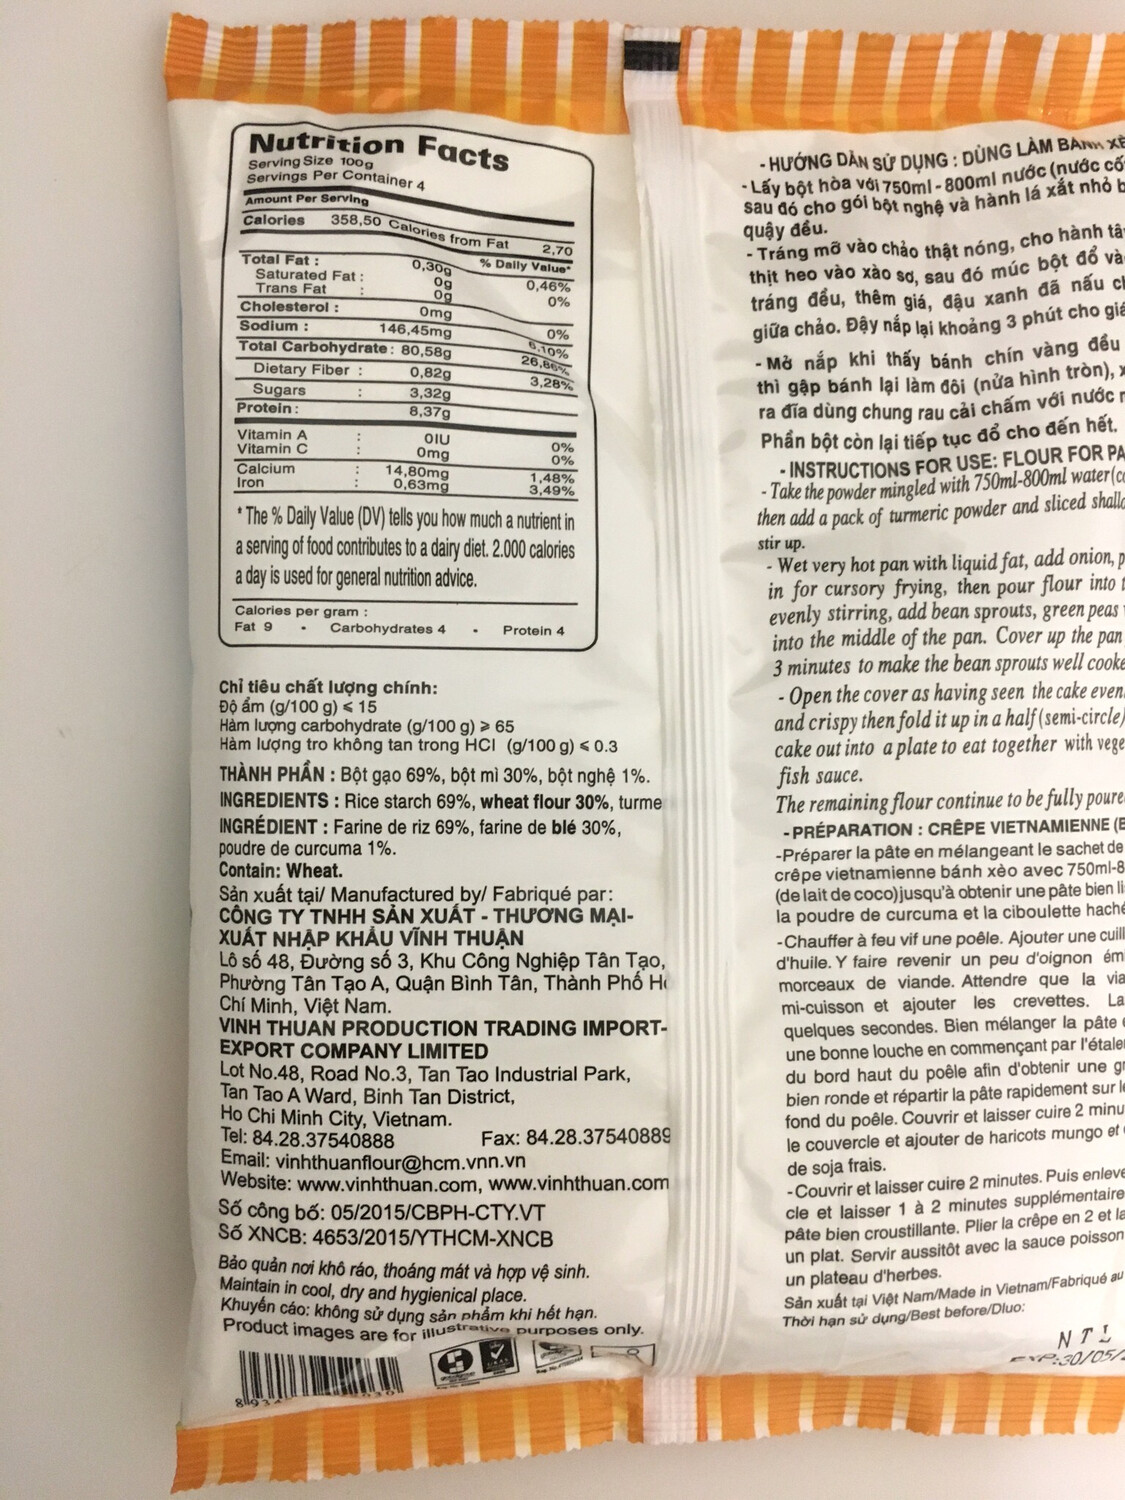 Nutrition Facts
Serving Size 100g
Servings Per Container 4
Amount Per Serving
Calories 358,50 Calories from Fat 2,70
% Daily Value*
Total Fat : 0,30g 0,46%
Saturated Fat : 0g 0%
Trans Fat : 0g
Cholesterol : 0mg 0%
Sodium : 146,45mg 6.10%
Total Carbohydrate : 80,58g 26,86%
Dietary Fiber : 0,82g 3,28%
Sugars : 3,32g
Protein : 8,37g
Vitamin A : 0IU 0%
Vitamin C : 0mg 0%
Calcium : 14,80mg 1,48%
Iron : 0,63mg 3,49%
* The % Daily Value (DV) tells you how much a nutrient in
a serving of food contributes to a dairy diet. 2.000 calories
a day is used for general nutrition advice.
Calories per gram :
Fat 9 • Carbohydrates 4 • Protein 4
Chỉ tiêu chất lượng chính:
Độ ẩm (g/100 g) ⩽ 15
Hàm lượng carbohydrate (g/100 g) ⩾ 65
Hàm lượng tro không tan trong HCl (g/100 g) ⩽ 0.3
THÀNH PHẦN : Bột gạo 69%, bột mì 30%, bột nghệ 1%.
INGREDIENTS : Rice starch 69%, wheat flour 30%, turme
INGRÉDIENT : Farine de riz 69%, farine de blé 30%,
poudre de curcuma 1%.
Contain: Wheat.
Sản xuất tại/ Manufactured by/ Fabriqué par:
CÔNG TY TNHH SẢN XUẤT - THƯƠNG MẠI-
XUẤT NHẬP KHẨU VĨNH THUẬN
Lô số 48, Đường số 3, Khu Công Nghiệp Tân Tạo,
Phường Tân Tạo A, Quận Bình Tân, Thành Phố H
Chí Minh, Việt Nam.
VINH THUAN PRODUCTION TRADING IMPORT-
EXPORT COMPANY LIMITED
Lot No.48, Road No.3, Tan Tao Industrial Park,
Tan Tao A Ward, Binh Tan District,
Ho Chi Minh City, Vietnam.
Tel: 84.28.37540888 Fax: 84.28.37540889
Email: vinhthuanflour@hcm.vnn.vn
Website: www.vinhthuan.com, www.vinhthuan.com
Số công bố: 05/2015/CBPH-CTY.VT
Số XNCB: 4653/2015/YTHCM-XNCB
Bảo quản nơi khô ráo, thoáng mát và hợp vệ sinh.
Maintain in cool, dry and hygienical place.
Khuyến cáo: không sử dụng sản phẩm khi hết hạn.
Product images are for illustrative purposes only.
- HƯỚNG DẪN SỬ DỤNG : DÙNG LÀM BÁNH XÈ
- Lấy bột hòa với 750ml - 800ml nước (nước cố
sau đó cho gói bột nghệ và hành lá xắt nhỏ
quậy đều.
- Tráng mỡ vào chảo thật nóng, cho hành tâ
thịt heo vào xào sơ, sau đó múc bột đổ và
tráng đều, thêm giá, đậu xanh đã nấu ch
giữa chảo. Đậy nắp lại khoảng 3 phút cho giá
- Mở nắp khi thấy bánh chín vàng đều
thì gập bánh lại làm đôi (nửa hình tròn), x
ra đĩa dùng chung rau cải chấm với nước
Phần bột còn lại tiếp tục đổ cho đến hết.
- INSTRUCTIONS FOR USE: FLOUR FOR PA
- Take the powder mingled with 750ml-800ml water (co
then add a pack of turmeric powder and sliced shall
stir up.
- Wet very hot pan with liquid fat, add onion, p
in for cursory frying, then pour flour into t
evenly stirring, add bean sprouts, green peas
into the middle of the pan. Cover up the pan
3 minutes to make the bean sprouts well cooke
- Open the cover as having seen the cake even
and crispy then fold it up in a half (semi-circle)
cake out into a plate to eat together with vege
fish sauce.
The remaining flour continue to be fully poure
- PRÉPARATION : CRÊPE VIETNAMIENNE (B
-Préparer la pâte en mélangeant le sachet de
crêpe vietnamienne bánh xèo avec 750ml-8
(de lait de coco)jusqu'à obtenir une pâte bien li
la poudre de curcuma et la ciboulette haché
-Chauffer à feu vif une poêle. Ajouter une cuill
d'huile. Y faire revenir un peu d'oignon ém
morceaux de viande. Attendre que la via
mi-cuisson et ajouter les crevettes. La
quelques secondes. Bien mélanger la pâte
une bonne louche en commençant par l'étale
du bord haut du poêle afin d'obtenir une g
bien ronde et répartir la pâte rapidement sur l
fond du poêle. Couvrir et laisser cuire 2 minu
le couvercle et ajouter de haricots mungo et
de soja frais.
-Couvrir et laisser cuire 2 minutes. Puis enleve
cle et laisser 1 à 2 minutes supplémentaire
pâte bien croustillante. Plier la crêpe en 2 et la
un plat. Servir aussitôt avec la sauce poisson
un plateau d'herbes.
Sản xuất tại Việt Nam/Made in Vietnam/Fabriqué au
Thời hạn sử dụng/Best before/Dluo:
EXP:30/05/